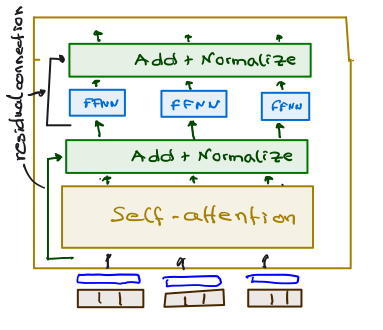 Add + Normalize
FFNN FFNN FFNN
residual connection
Add + Normalize
Self-attention